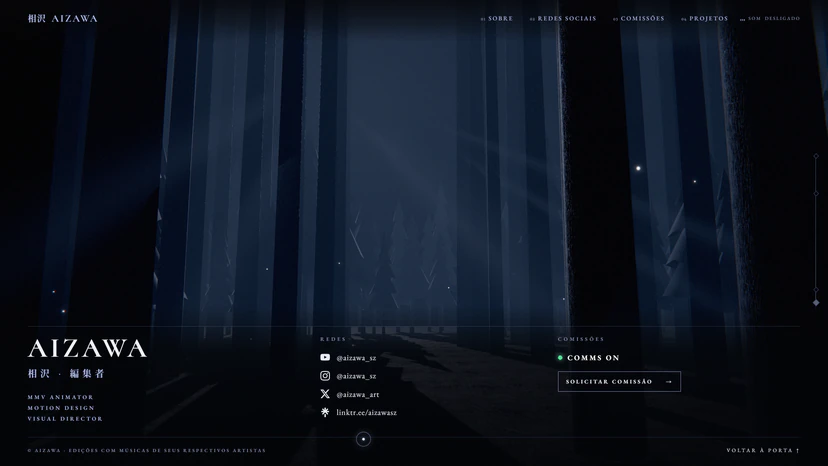 相沢 AIZAWA
01 SOBRE
02 REDES SOCIAIS
03 COMISSÕES
04 PROJETOS
SOM DESLIGADO
AIZAWA
相沢 · 編集者
MMV ANIMATOR
MOTION DESIGN
VISUAL DIRECTOR
REDES
@aizawa_sz
@aizawa_sz
@aizawa_art
linktr.ee/aizawasz
COMISSÕES
COMMS ON
SOLICITAR COMISSÃO →
© AIZAWA · EDIÇÕES COM MÚSICAS DE SEUS RESPECTIVOS ARTISTAS
VOLTAR À PORTA ↑